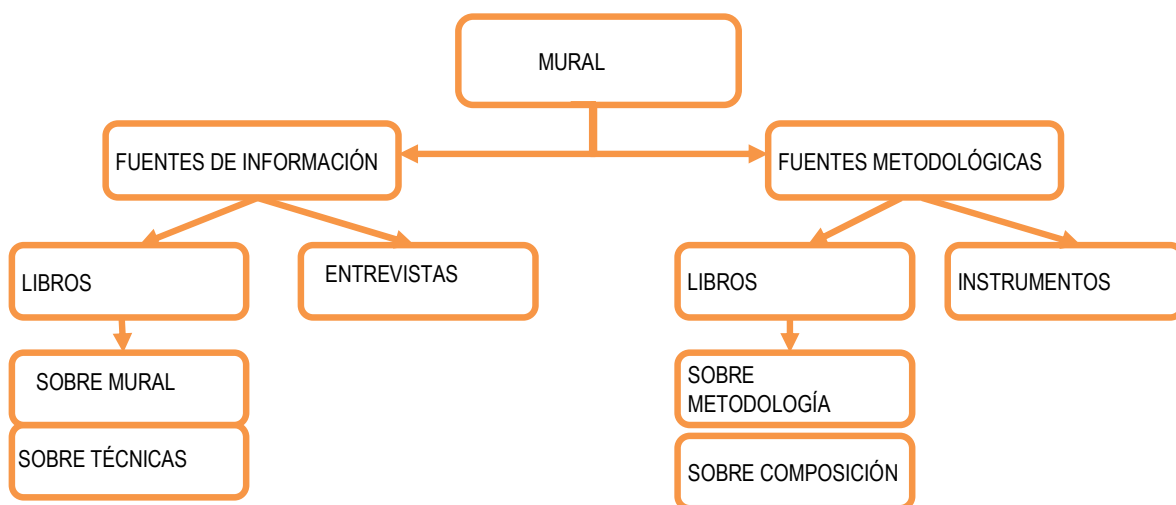 MURAL
FUENTES DE INFORMACIÓN
FUENTES METODOLÓGICAS
LIBROS
ENTREVISTAS
LIBROS
INSTRUMENTOS
SOBRE MURAL
SOBRE
METODOLOGÍA
SOBRE TÉCNICAS
SOBRE COMPOSICIÓN